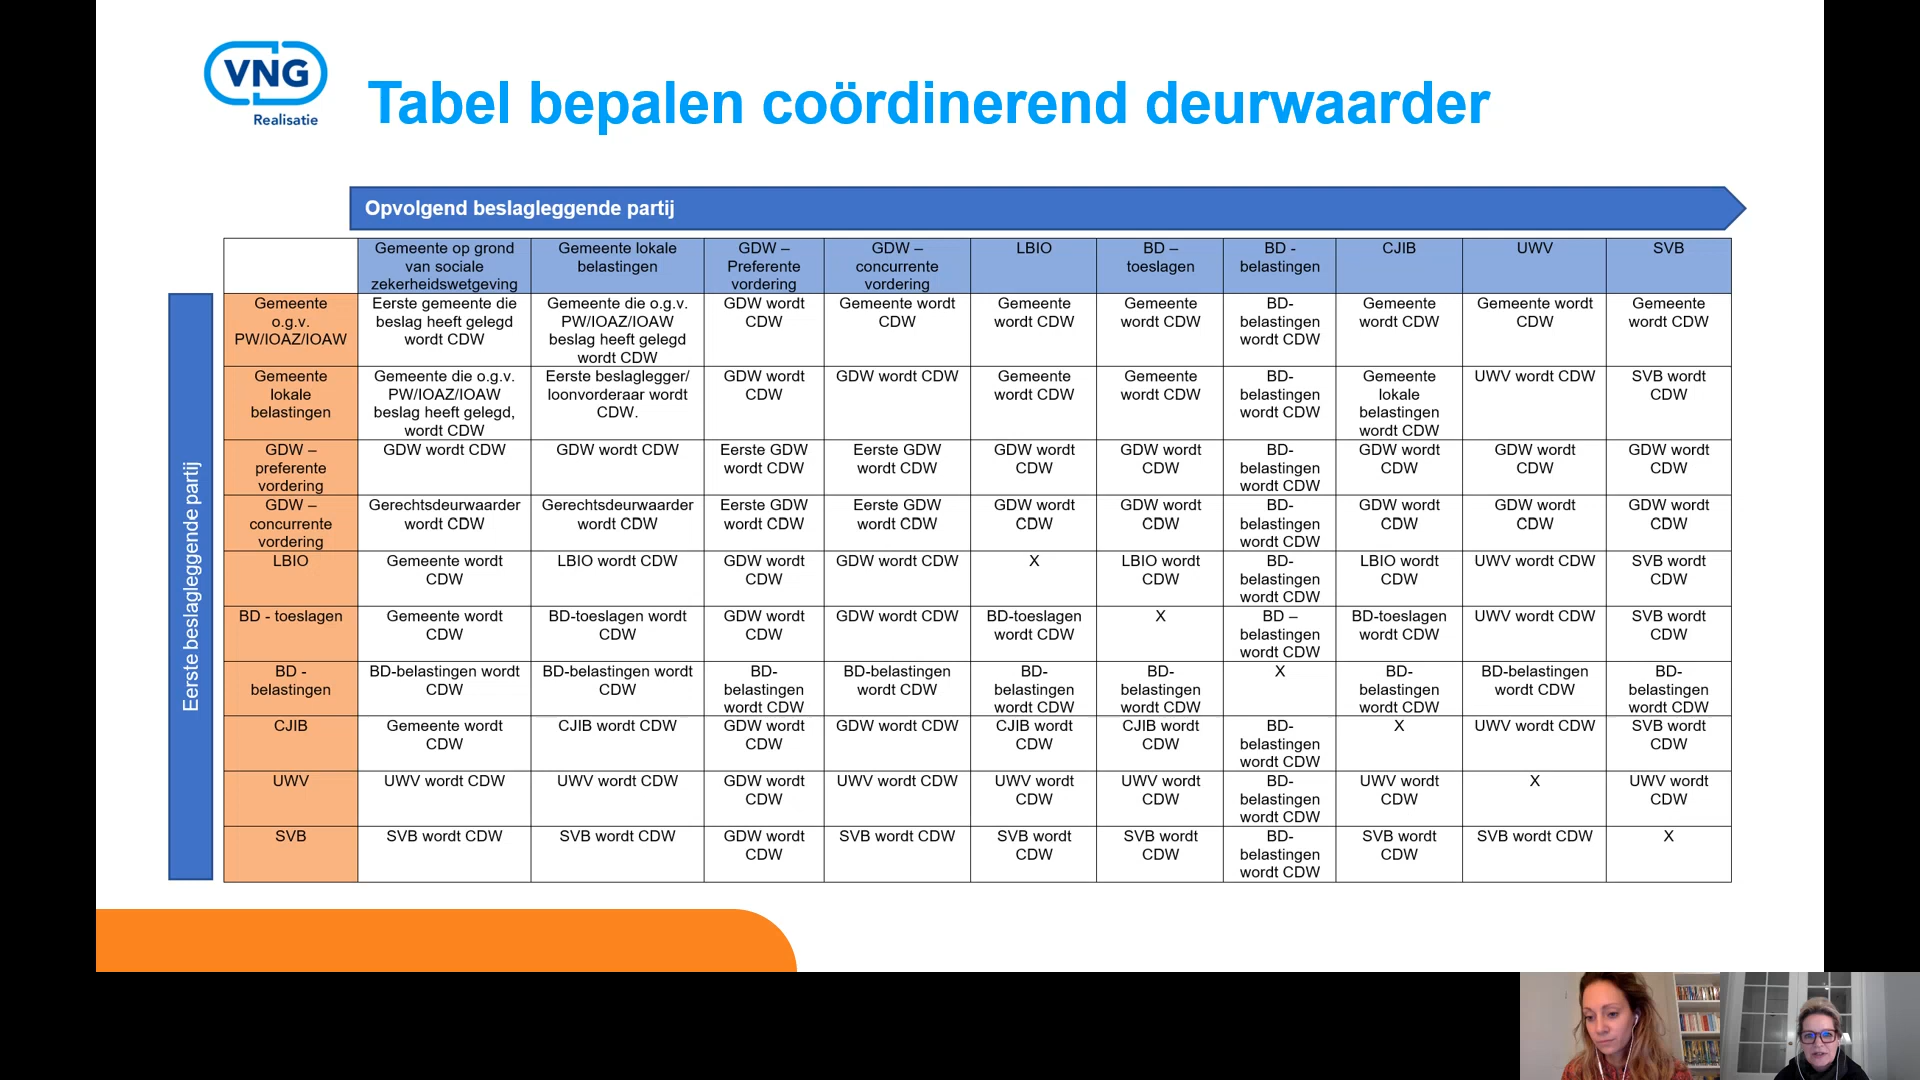 VNG
Realisatie
Tabel bepalen coördinerend deurwaarder
Opvolgend beslagleggende partij
Eerste beslagleggende partij
Gemeente op grond
van sociale
zekerheidswetgeving
Gemeente lokale
belastingen
GDW –
Preferente
vordering
GDW –
concurrente
vordering
LBIO
BD –
toeslagen
BD -
belastingen
CJIB
UWV
SVB
Gemeente
o.g.v.
PW/IOAZ/IOAW
Eerste gemeente die
beslag heeft gelegd
wordt CDW
Gemeente die o.g.v.
PW/IOAZ/IOAW
beslag heeft gelegd
wordt CDW
GDW wordt
CDW
Gemeente wordt
CDW
Gemeente
wordt CDW
Gemeente
wordt CDW
BD-
belastingen
wordt CDW
Gemeente
wordt CDW
Gemeente wordt
CDW
Gemeente
wordt CDW
Gemeente
lokale
belastingen
Gemeente die o.g.v.
PW/IOAZ/IOAW
beslag heeft gelegd,
wordt CDW
Eerste beslaglegger/
loonvorderaar wordt
CDW.
GDW wordt
CDW
GDW wordt CDW
Gemeente
wordt CDW
Gemeente
wordt CDW
BD-
belastingen
wordt CDW
Gemeente
lokale
belastingen
wordt CDW
UWV wordt CDW
SVB wordt
CDW
GDW –
preferente
vordering
GDW wordt CDW
GDW wordt CDW
Eerste GDW
wordt CDW
Eerste GDW
wordt CDW
GDW wordt
CDW
GDW wordt
CDW
BD-
belastingen
wordt CDW
GDW wordt
CDW
GDW wordt
CDW
GDW wordt
CDW
GDW –
concurrente
vordering
Gerechtsdeurwaarder
wordt CDW
Gerechtsdeurwaarder
wordt CDW
Eerste GDW
wordt CDW
Eerste GDW
wordt CDW
GDW wordt
CDW
GDW wordt
CDW
BD-
belastingen
wordt CDW
GDW wordt
CDW
GDW wordt
CDW
GDW wordt
CDW
LBIO
Gemeente wordt
CDW
LBIO wordt CDW
GDW wordt
CDW
GDW wordt CDW
X
LBIO wordt
CDW
BD-
belastingen
wordt CDW
LBIO wordt
CDW
UWV wordt CDW
SVB wordt
CDW
BD - toeslagen
Gemeente wordt
CDW
BD-toeslagen wordt
CDW
GDW wordt
CDW
GDW wordt CDW
BD-toeslagen
wordt CDW
X
BD –
belastingen
wordt CDW
BD-toeslagen
wordt CDW
UWV wordt CDW
SVB wordt
CDW
BD -
belastingen
BD-belastingen wordt
CDW
BD-belastingen wordt
CDW
BD-
belastingen
wordt CDW
BD-belastingen
wordt CDW
BD-
belastingen
wordt CDW
BD-
belastingen
wordt CDW
X
BD-
belastingen
wordt CDW
BD-belastingen
wordt CDW
BD-
belastingen
wordt CDW
CJIB
Gemeente wordt
CDW
CJIB wordt CDW
GDW wordt
CDW
GDW wordt CDW
CJIB wordt
CDW
CJIB wordt
CDW
BD-
belastingen
wordt CDW
X
UWV wordt CDW
SVB wordt
CDW
UWV
UWV wordt CDW
UWV wordt CDW
GDW wordt
CDW
UWV wordt CDW
UWV wordt
CDW
UWV wordt
CDW
BD-
belastingen
wordt CDW
UWV wordt
CDW
X
UWV wordt
CDW
SVB
SVB wordt CDW
SVB wordt CDW
GDW wordt
CDW
SVB wordt CDW
SVB wordt
CDW
SVB wordt
CDW
BD-
belastingen
wordt CDW
SVB wordt
CDW
SVB wordt CDW
X